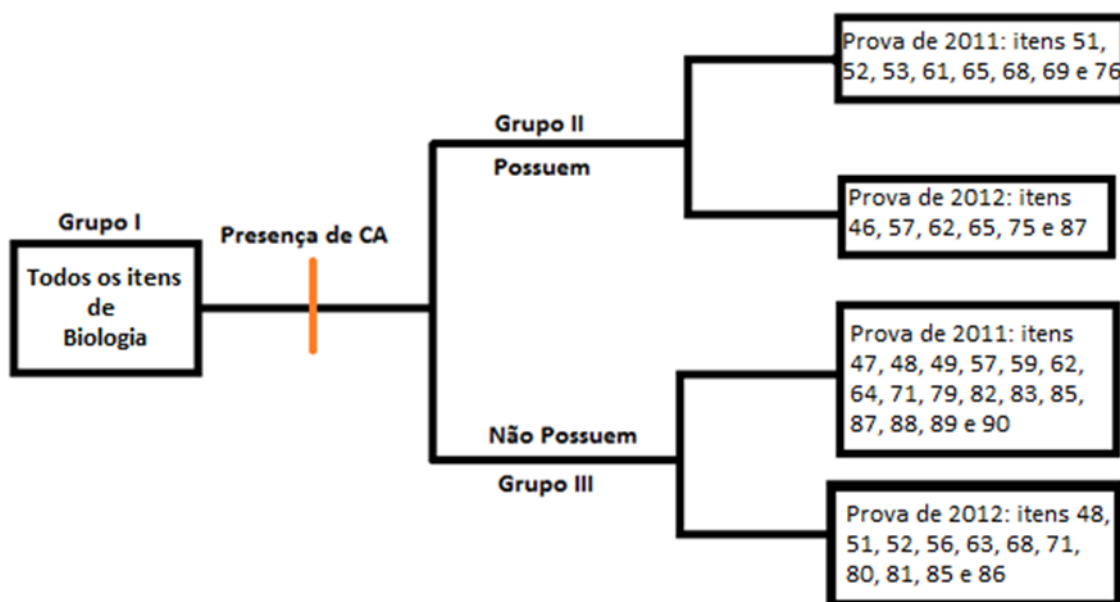 Grupo I
Todos os itens
de
Biologia
Presença de CA
Grupo II
Possuem
Prova de 2011: itens 51,
52, 53, 61, 65, 68, 69 e 76
Prova de 2012: itens
46, 57, 62, 65, 75 e 87
Não Possuem
Grupo III
Prova de 2011: itens
47, 48, 49, 57, 59, 62,
64, 71, 79, 82, 83, 85,
87, 88, 89 e 90
Prova de 2012: itens 48,
51, 52, 56, 63, 68, 71,
80, 81, 85 e 86